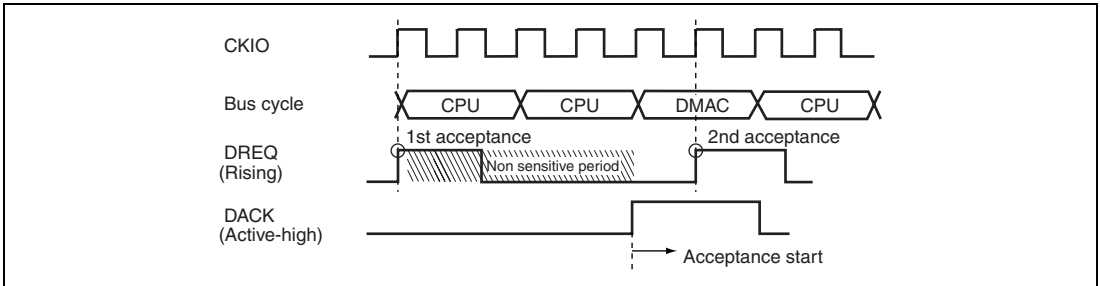 CKIO
Bus cycle CPU CPU DMAC CPU
1st acceptance 2nd acceptance
DREQ
(Rising)
Non sensitive period
DACK
(Active-high)
Acceptance start